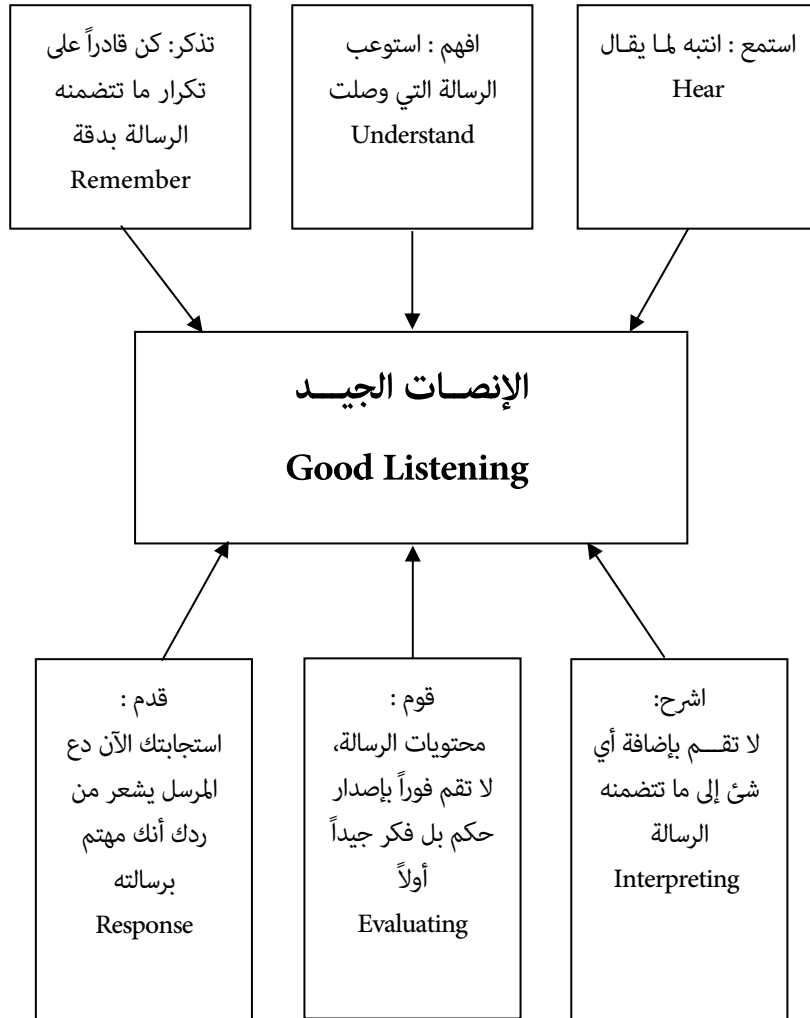 استمع : انتبه لما يقال
Hear
افهم : استوعب
الرسالة التي وصلت
Understand
تذكر: كن قادراً على
تكرار ما تتضمنه
الرسالة بدقة
Remember
الإنصات الجيد
Good Listening
اشرح:
لا تقم بإضافة أي
شئ إلى ما تتضمنه
الرسالة
Interpreting
قوم :
محتويات الرسالة،
لا تقم فوراً بإصدار
حكم بل فكر جيداً
أولاً
Evaluating
قدم :
استجابتك الآن دع
المرسل يشعر من
ردك أنك مهتم
برسالته
Response